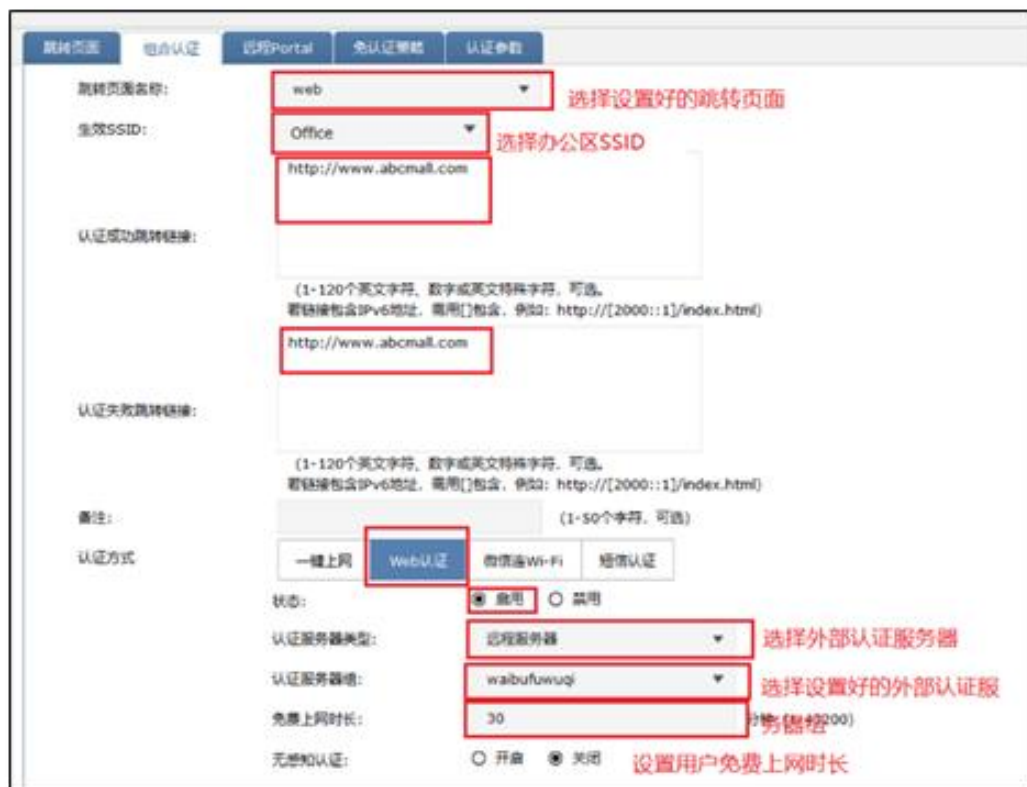 跳转页面 组合认证 远程Portal 免认证策略 认证参数
跳转页面名称: web 选择设置好的跳转页面
生效SSID: Office 选择办公区SSID
http://www.abcmall.com
认证成功跳转链接:
(1-120个英文字符、数字或英文特殊字符，可选。
若链接包含IPv6地址，需用[]包含，例如：http://[2000::1]/index.html)
http://www.abcmall.com
认证失败跳转链接:
(1-120个英文字符、数字或英文特殊字符，可选。
若链接包含IPv6地址，需用[]包含，例如：http://[2000::1]/index.html)
备注: (1-50个字符，可选)
认证方式 一键上网 Web认证 微信连Wi-Fi 短信认证
状态: 启用 禁用
认证服务器类型: 远程服务器 选择外部认证服务器
认证服务器组: waibufuwuqi 选择设置好的外部认证服
务器组
免费上网时长: 30
无感知认证: 开启 关闭 设置用户免费上网时长